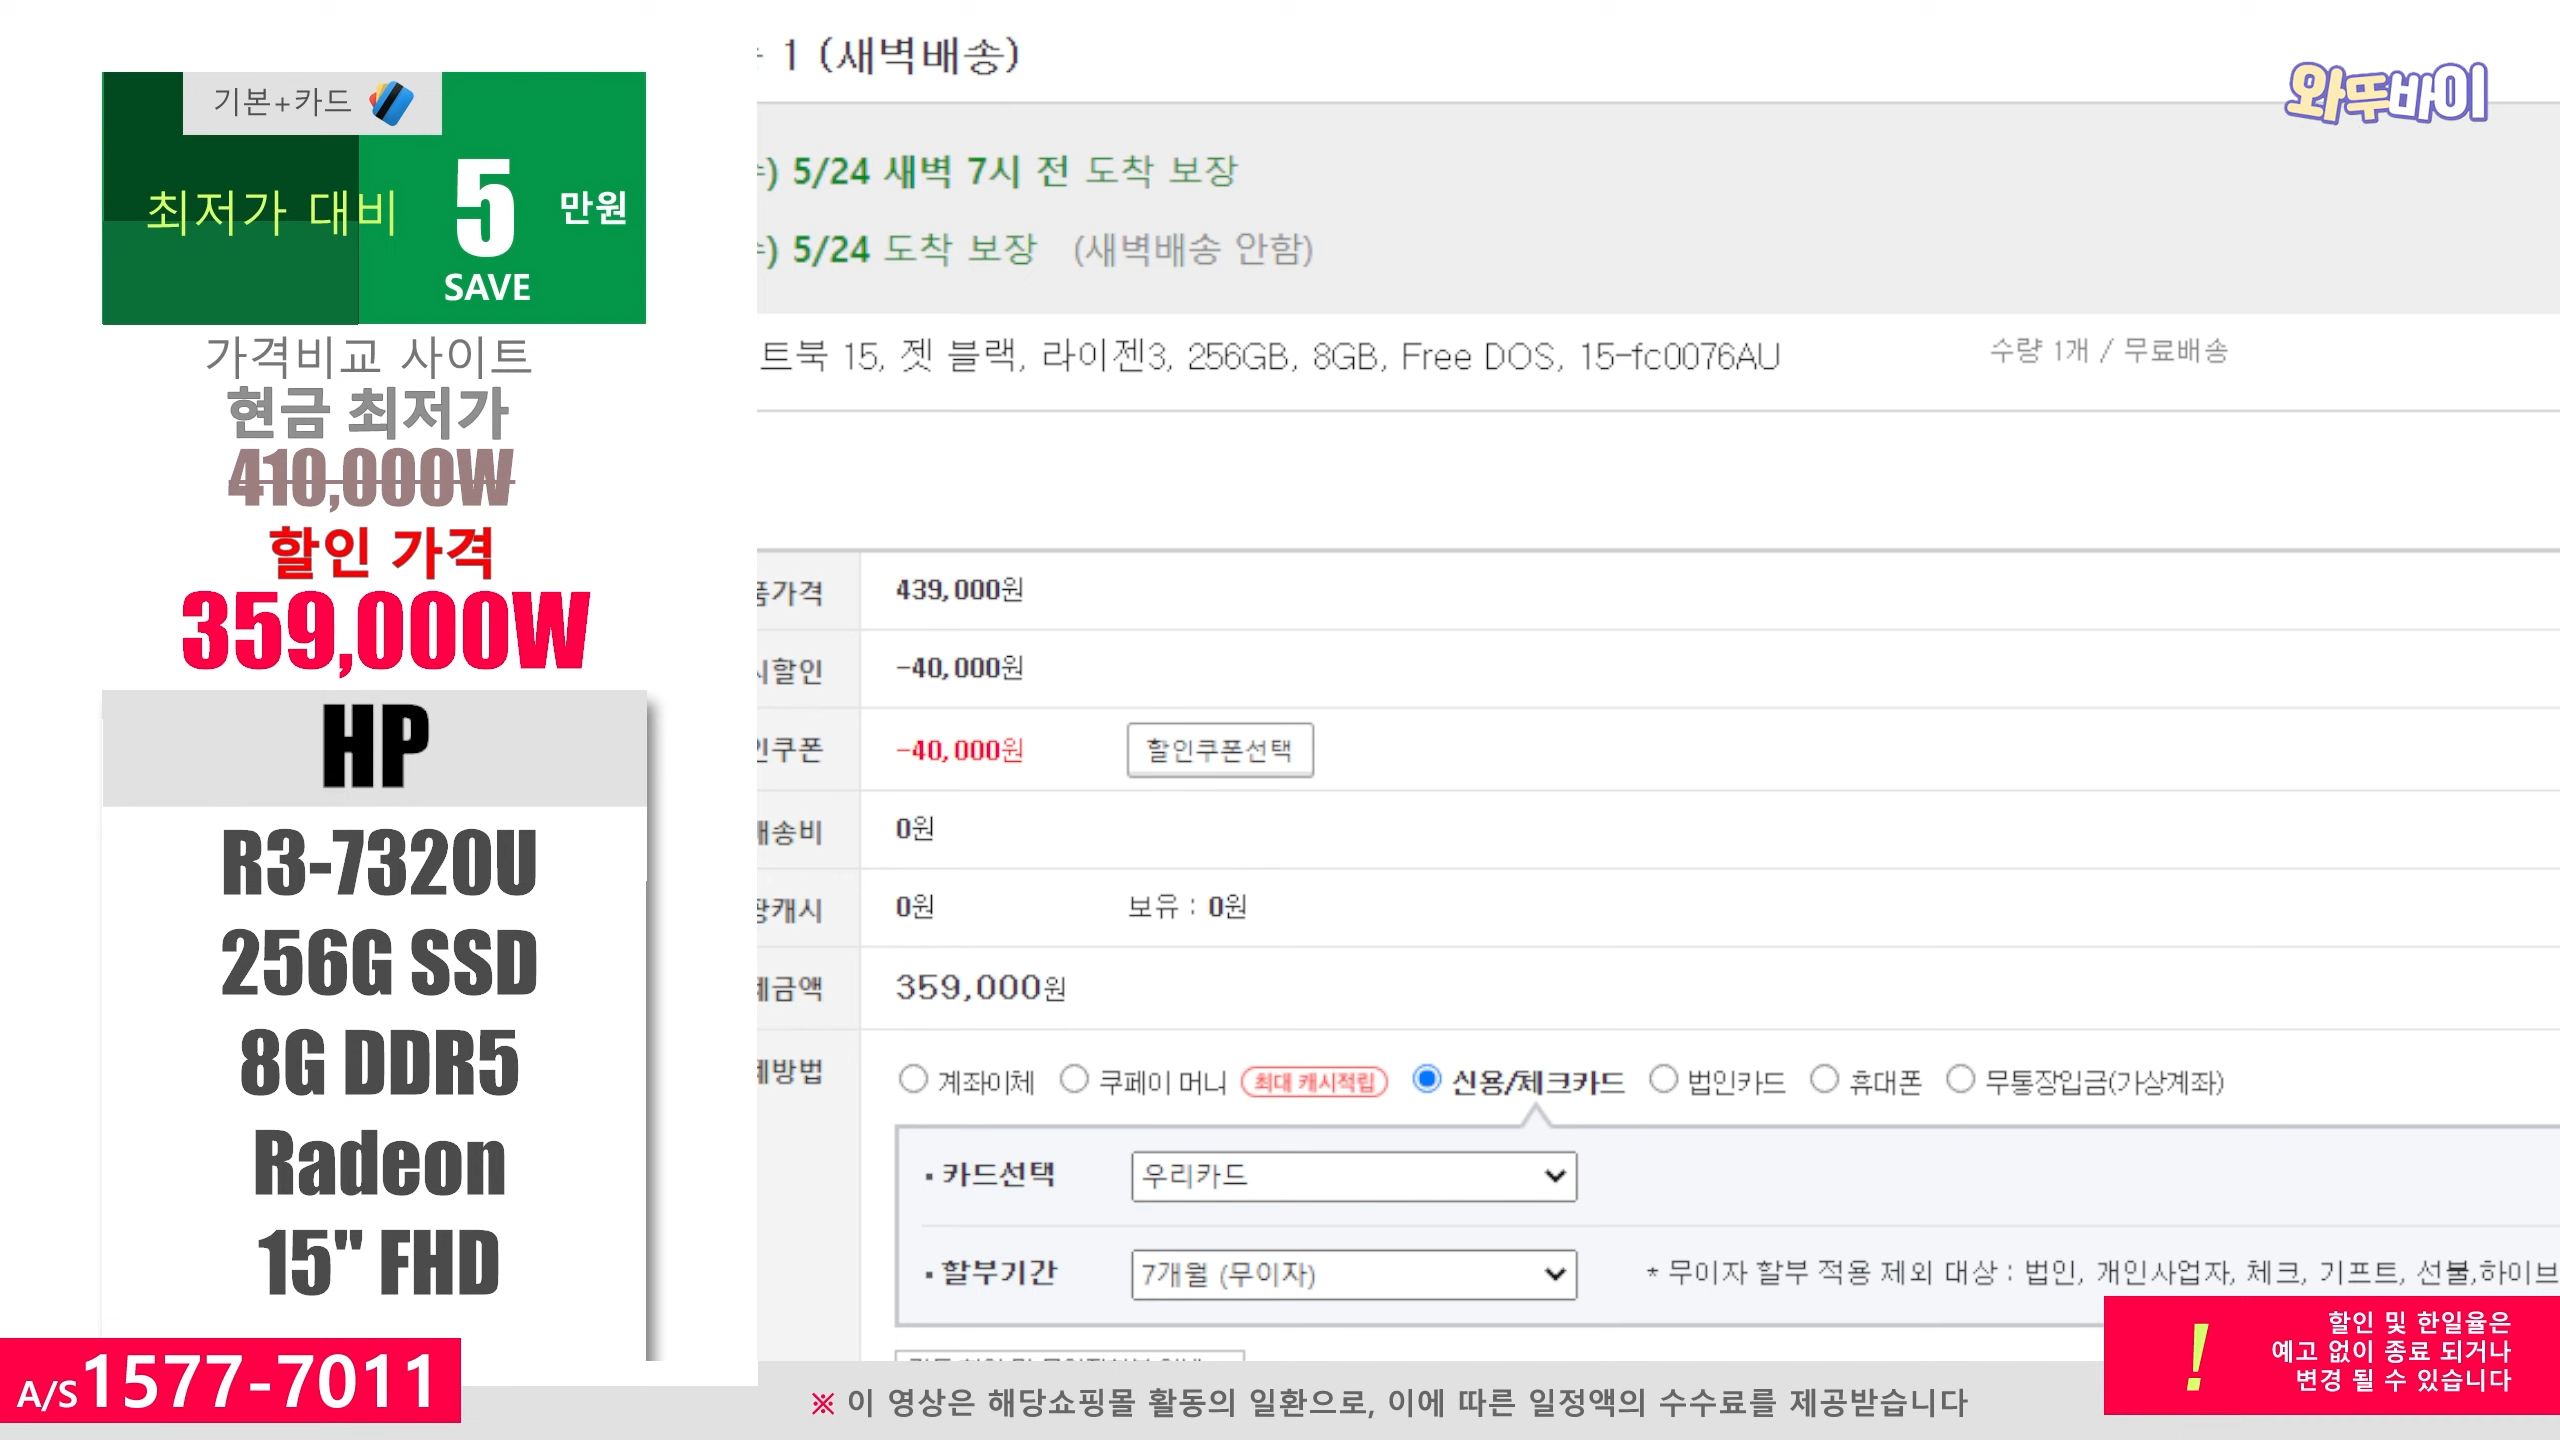 기본+카드
최저가 대비 5 만원
SAVE
가격비교 사이트
현금 최저가
410,000W
할인 가격
359,000W
HP
R3-7320U
256G SSD
8G DDR5
Radeon
15" FHD
A/S 1577-7011
1 (새벽배송)
와뚜바이
) 5/24 새벽 7시 전 도착 보장
) 5/24 도착 보장 (새벽배송 안함)
트북 15, 젯 블랙, 라이젠3, 256GB, 8GB, Free DOS, 15-fc0076AU 수량 1개 / 무료배송
품가격 439,000원
시할인 -40,000원
인쿠폰 -40,000원 할인쿠폰선택
배송비 0원
팡캐시 0원 보유 : 0원
제금액 359,000원
제방법 계좌이체 쿠페이 머니 최대 캐시적립 신용/체크카드 법인카드 휴대폰 무통장입금(가상계좌)
· 카드선택 우리카드
· 할부기간 7개월 (무이자) * 무이자 할부 적용 제외 대상 : 법인, 개인사업자, 체크, 기프트, 선불,하이브
! 할인 및 한일율은
예고 없이 종료 되거나
변경 될 수 있습니다
※ 이 영상은 해당쇼핑몰 활동의 일환으로, 이에 따른 일정액의 수수료를 제공받습니다